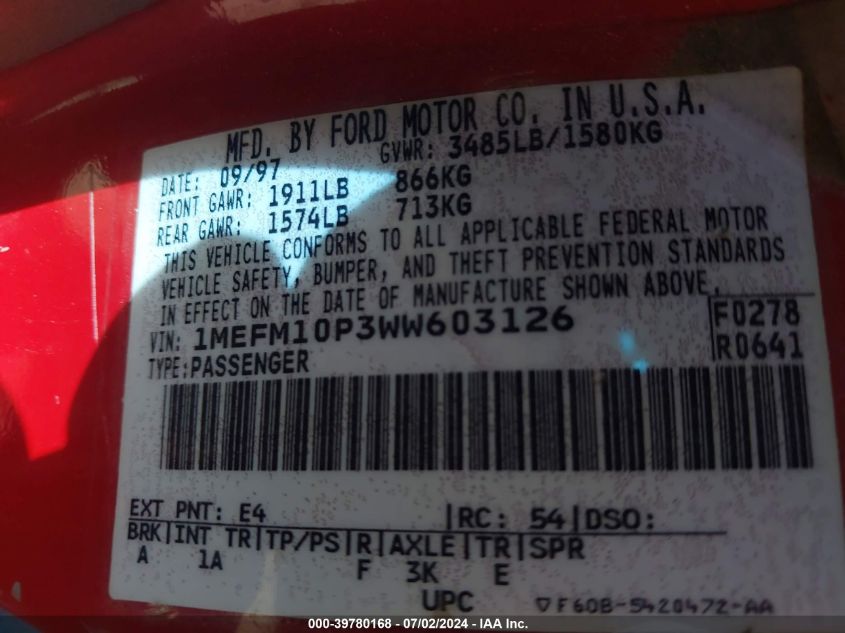 MFD. BY FORD MOTOR CO. IN U.S.A.
DATE: 09/97 GVWR: 3485LB/1580KG
FRONT GAWR: 1911LB 866KG
REAR GAWR: 1574LB 713KG
THIS VEHICLE CONFORMS TO ALL APPLICABLE FEDERAL MOTOR
VEHICLE SAFETY, BUMPER, AND THEFT PREVENTION STANDARDS
IN EFFECT ON THE DATE OF MANUFACTURE SHOWN ABOVE.
VIN: 1MEFM10P3WW603126 F0278
TYPE: PASSENGER R0641
EXT PNT: E4 |RC: 54|DSO:
BRK|INT TR|TP/PS|R|AXLE|TR|SPR
A 1A F 3K E
UPC ▽F60B-5420472-AA
000-39780168 - 07/02/2024 - IAAI Inc.